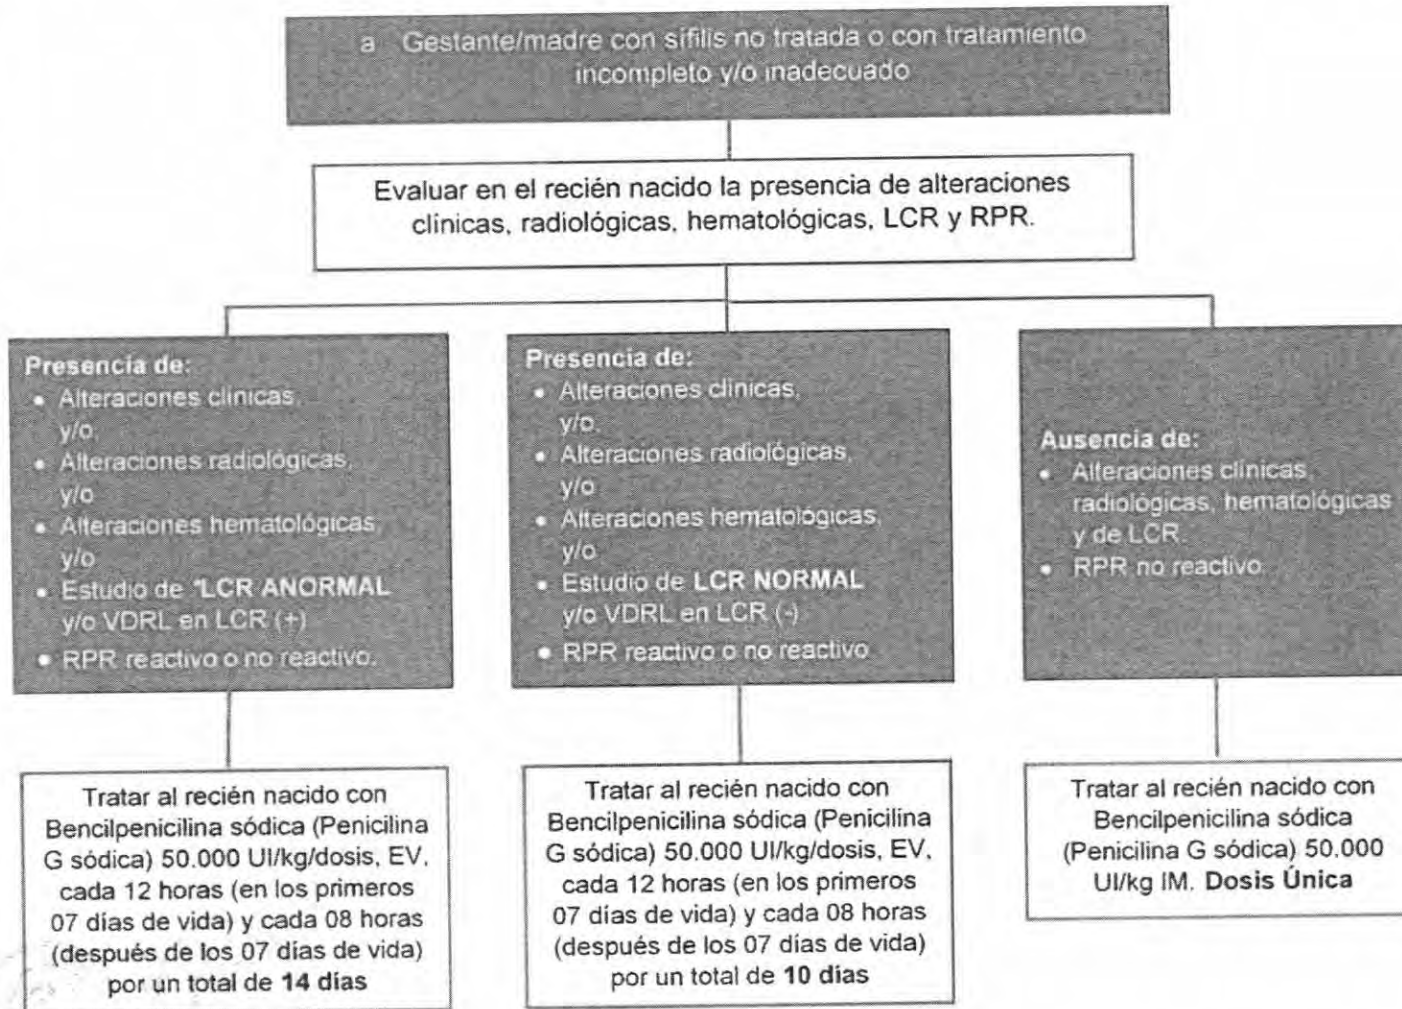 a Gestante/madre con sífilis no tratada o con tratamiento
incompleto y/o inadecuado
Evaluar en el recién nacido la presencia de alteraciones
clínicas, radiológicas, hematológicas, LCR y RPR.
Presencia de:
• Alteraciones clínicas,
y/o,
• Alteraciones radiológicas,
y/o
• Alteraciones hematológicas
y/o
• Estudio de *LCR ANORMAL
y/o VDRL en LCR (+)
• RPR reactivo o no reactivo.
Presencia de:
• Alteraciones clínicas,
y/o,
• Alteraciones radiológicas,
y/o
• Alteraciones hematológicas,
y/o
• Estudio de LCR NORMAL
y/o VDRL en LCR (-)
• RPR reactivo o no reactivo
Ausencia de:
• Alteraciones clínicas,
radiológicas, hematológicas
y de LCR.
• RPR no reactivo
Tratar al recién nacido con
Bencilpenicilina sódica (Penicilina
G sódica) 50.000 UI/kg/dosis, EV,
cada 12 horas (en los primeros
07 días de vida) y cada 08 horas
(después de los 07 días de vida)
por un total de 14 días
Tratar al recién nacido con
Bencilpenicilina sódica (Penicilina
G sódica) 50.000 UI/kg/dosis, EV,
cada 12 horas (en los primeros
07 días de vida) y cada 08 horas
(después de los 07 días de vida)
por un total de 10 días
Tratar al recién nacido con
Bencilpenicilina sódica
(Penicilina G sódica) 50.000
UI/kg IM. Dosis Única